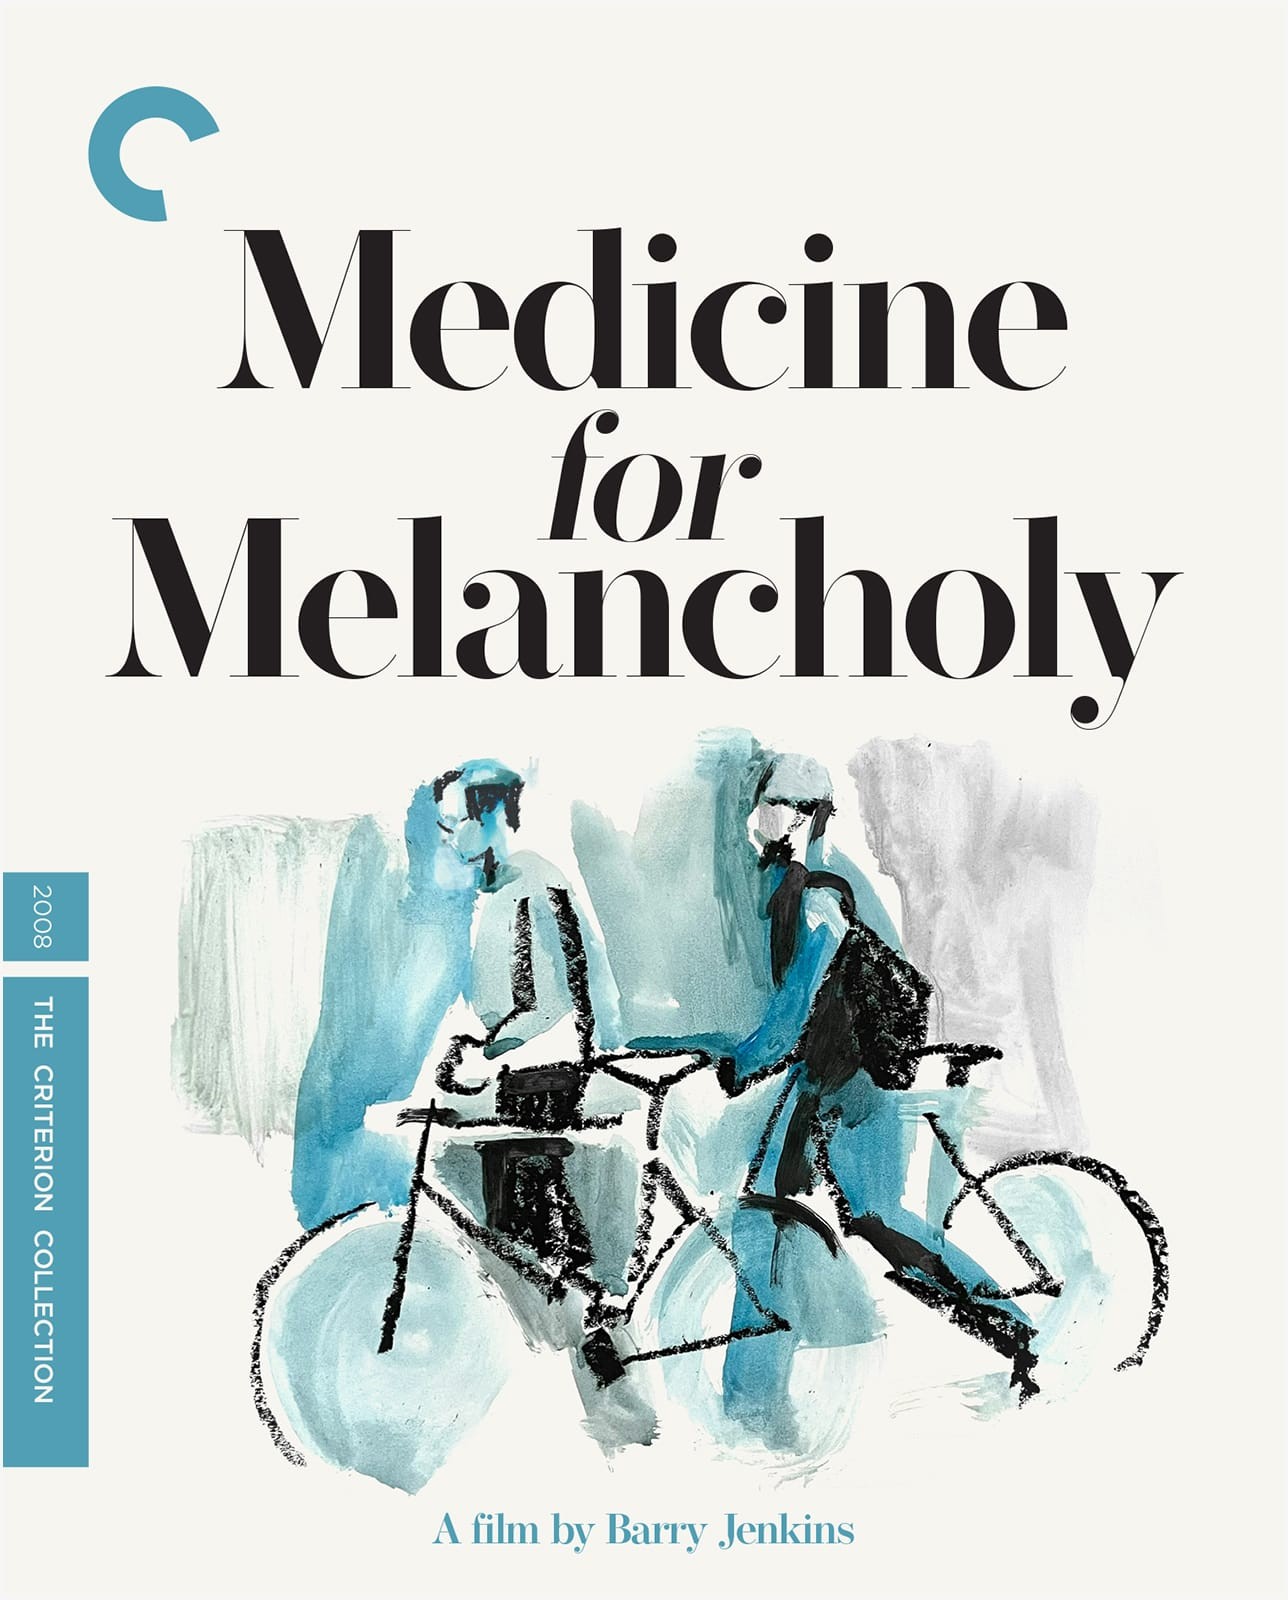 Medicine
for
Melancholy
2008
THE CRITERION COLLECTION
A film by Barry Jenkins